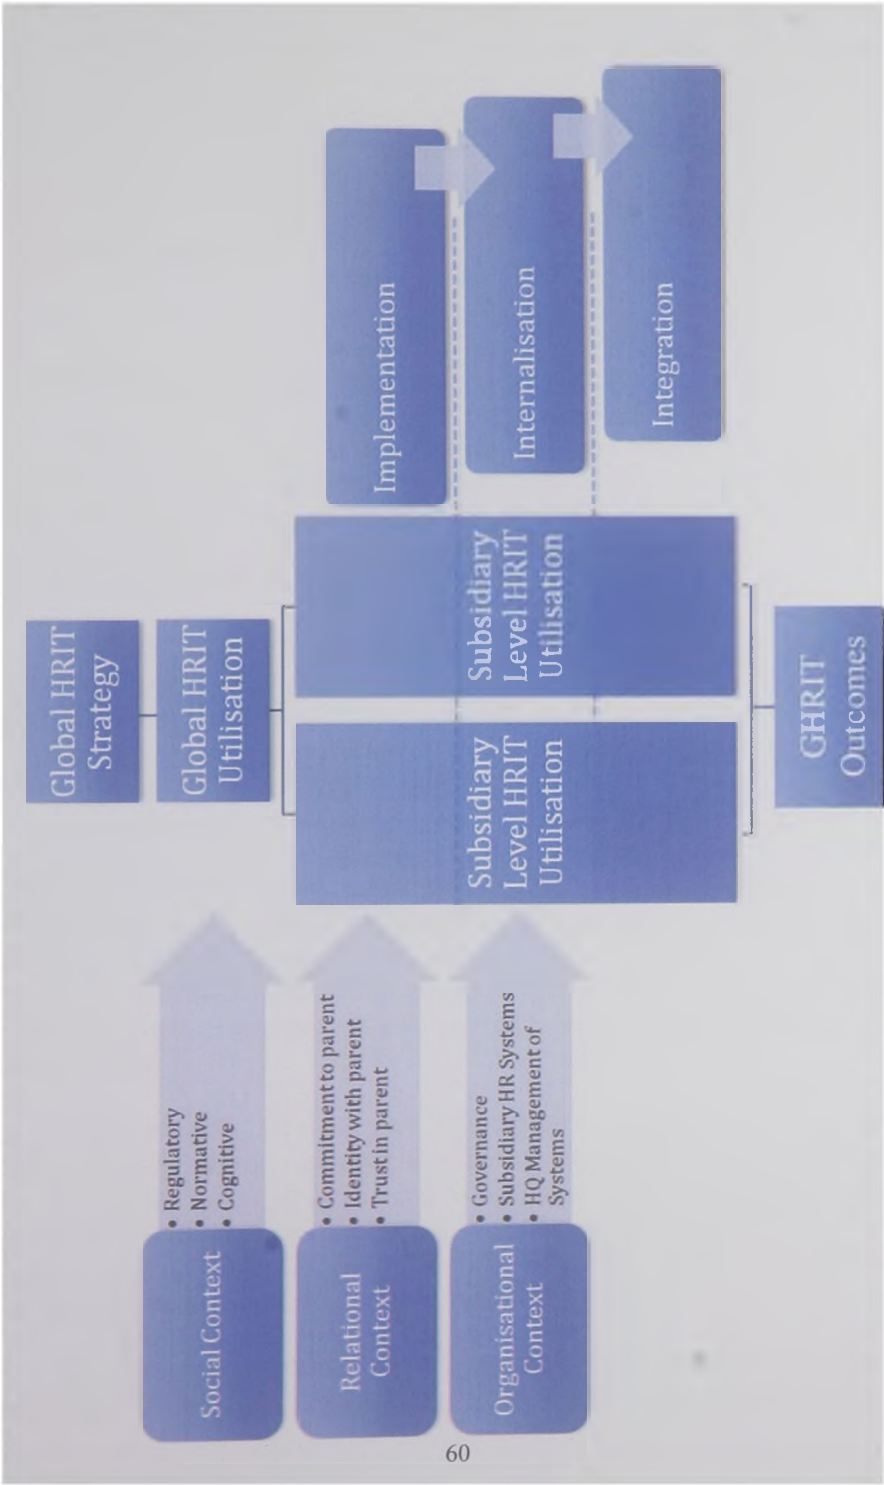 Global HRIT
Strategy
Global HRIT
Utilisation
Social Context
• Regulatory
• Normative
• Cognitive
Relational
Context
• Commitment to parent
• Identity with parent
• Trust in parent
Organisational
Context
• Governance
• Subsidiary HR Systems
• HQ Management of
Systems
Subsidiary
Level HRIT
Utilisation
Subsidiary
Level HRIT
Utilisation
Implementation
Internalisation
Integration
GHRIT
Outcomes
60